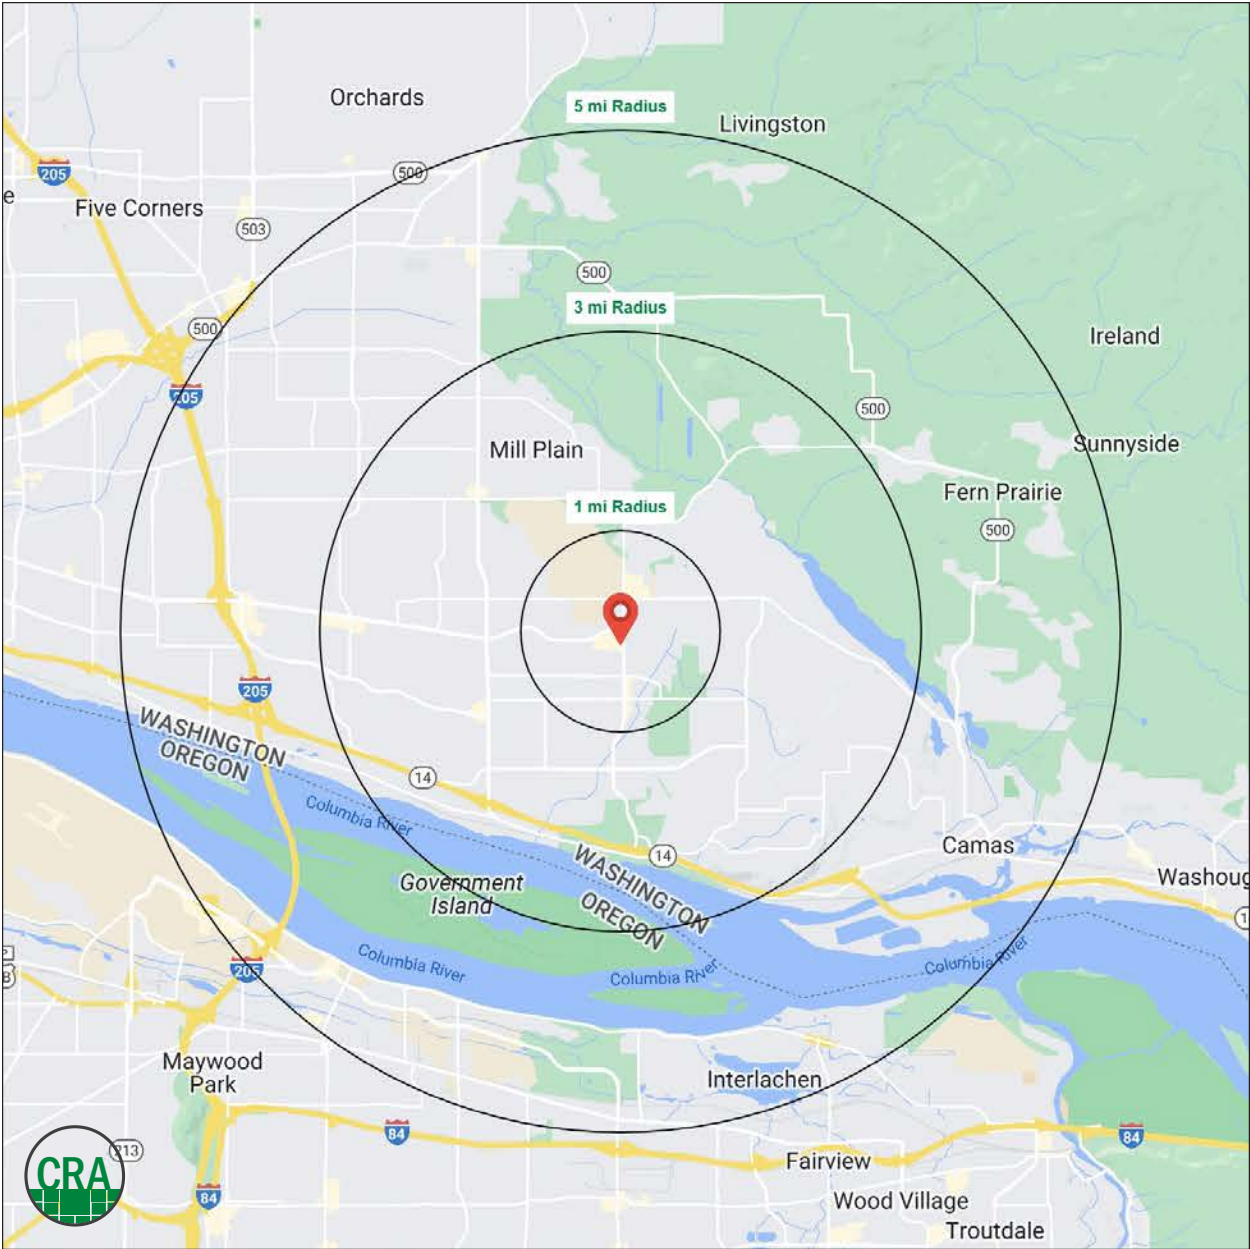 Orchards
5 mi Radius
Livingston
205
500
e
Five Corners
503
500
3 mi Radius
500
Ireland
205
500
Mill Plain
Sunnyside
Fern Prairie
1 mi Radius
500
205
WASHINGTON
OREGON
14
Columbia River
Camas
14
WASHINGTON
OREGON
Government
Island
Washoug
1
Columbia River
Columbia River
Columbia River
205
8
Maywood
Park
Interlachen
84
84
213
Fairview
CRA
84
Wood Village
Troutdale